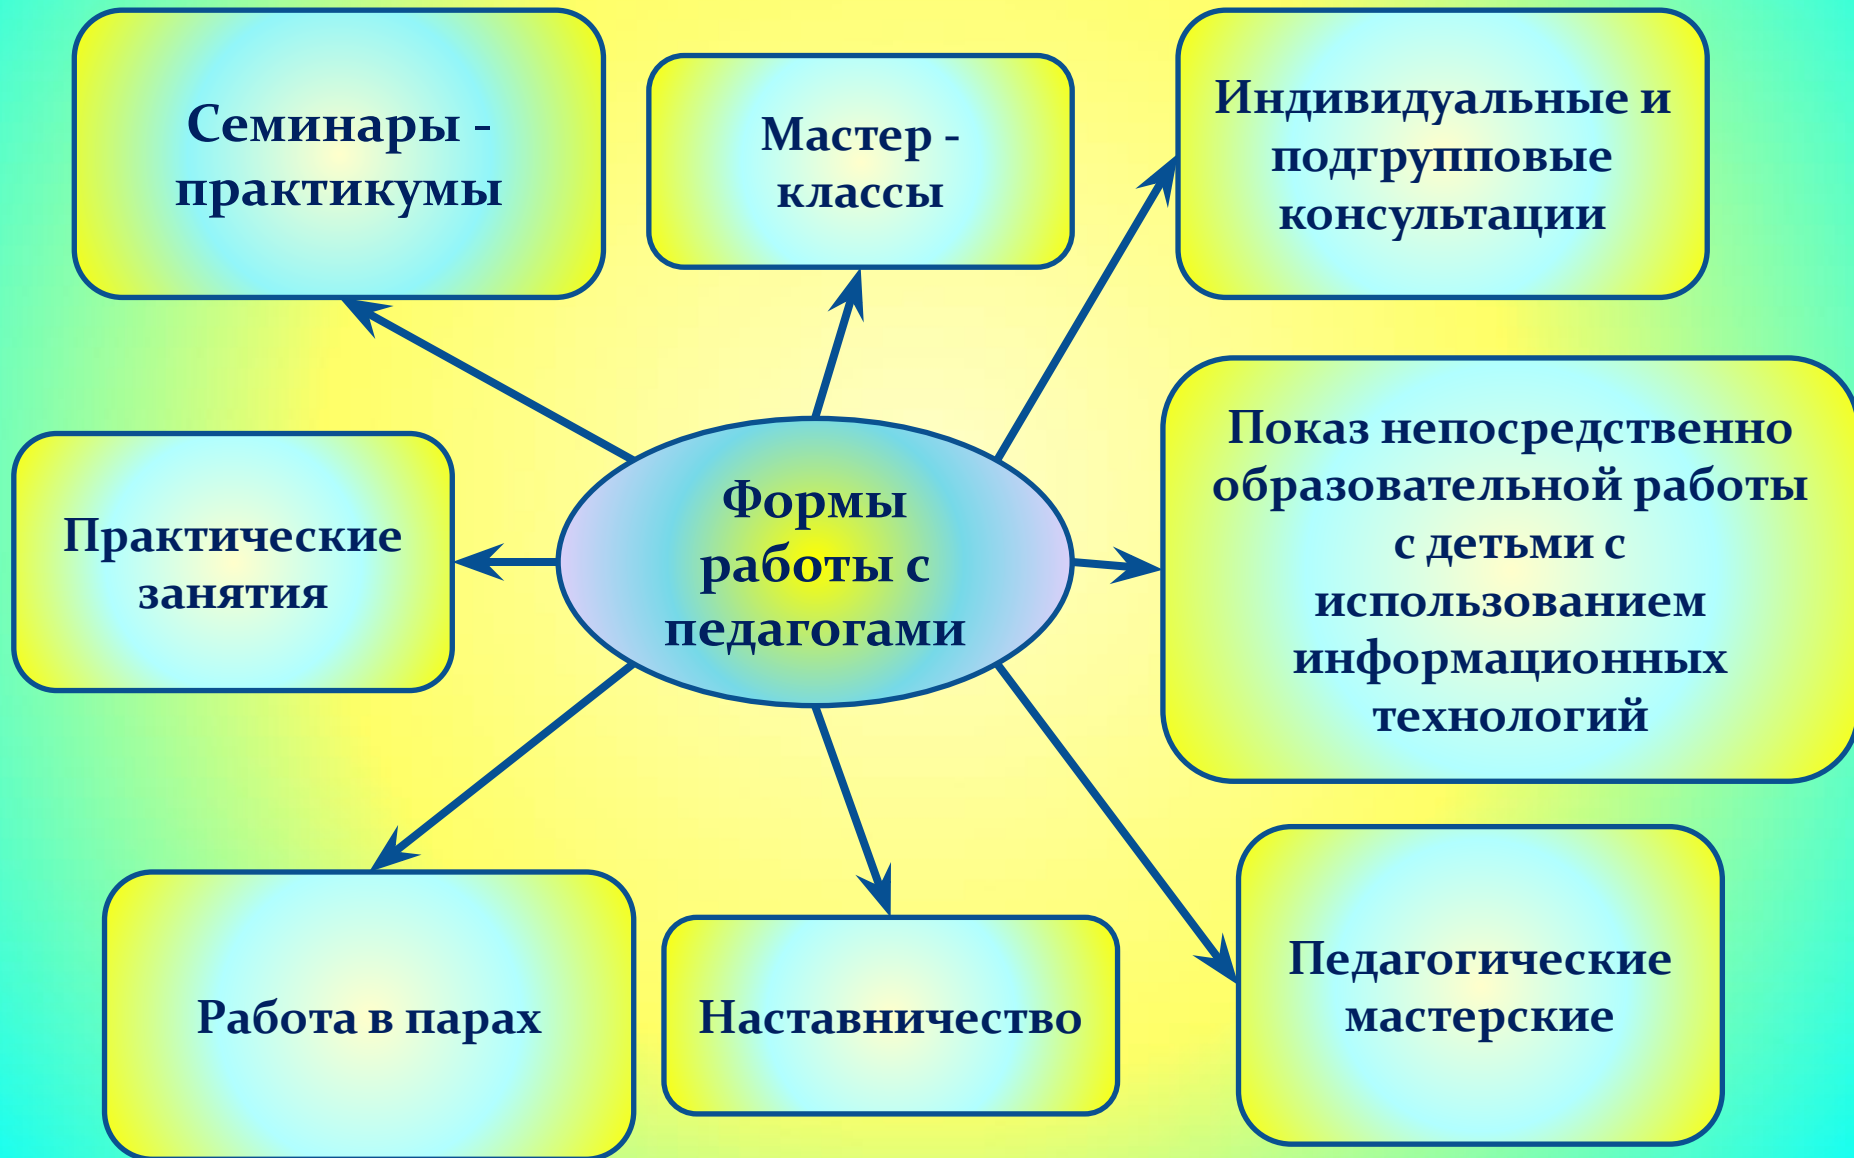 Семинары -
практикумы
Мастер -
классы
Индивидуальные и
подгрупповые
консультации
Практические
занятия
Формы
работы с
педагогами
Показ непосредственно
образовательной работы
с детьми с
использованием
информационных
технологий
Работа в парах
Наставничество
Педагогические
мастерские